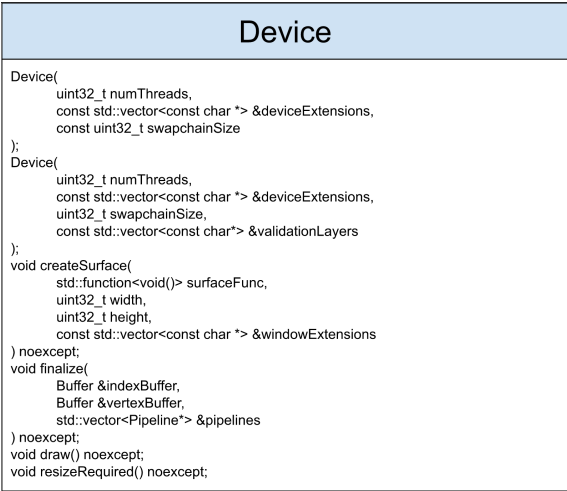 Device
Device(
uint32_t numThreads,
const std::vector<const char *> &deviceExtensions,
const uint32_t swapchainSize
);
Device(
uint32_t numThreads,
const std::vector<const char *> &deviceExtensions,
uint32_t swapchainSize,
const std::vector<const char*> &validationLayers
);
void createSurface(
std::function<void()> surfaceFunc,
uint32_t width,
uint32_t height,
const std::vector<const char *> &windowExtensions
) noexcept;
void finalize(
Buffer &indexBuffer,
Buffer &vertexBuffer,
std::vector<Pipeline*> &pipelines
) noexcept;
void draw() noexcept;
void resizeRequired() noexcept;